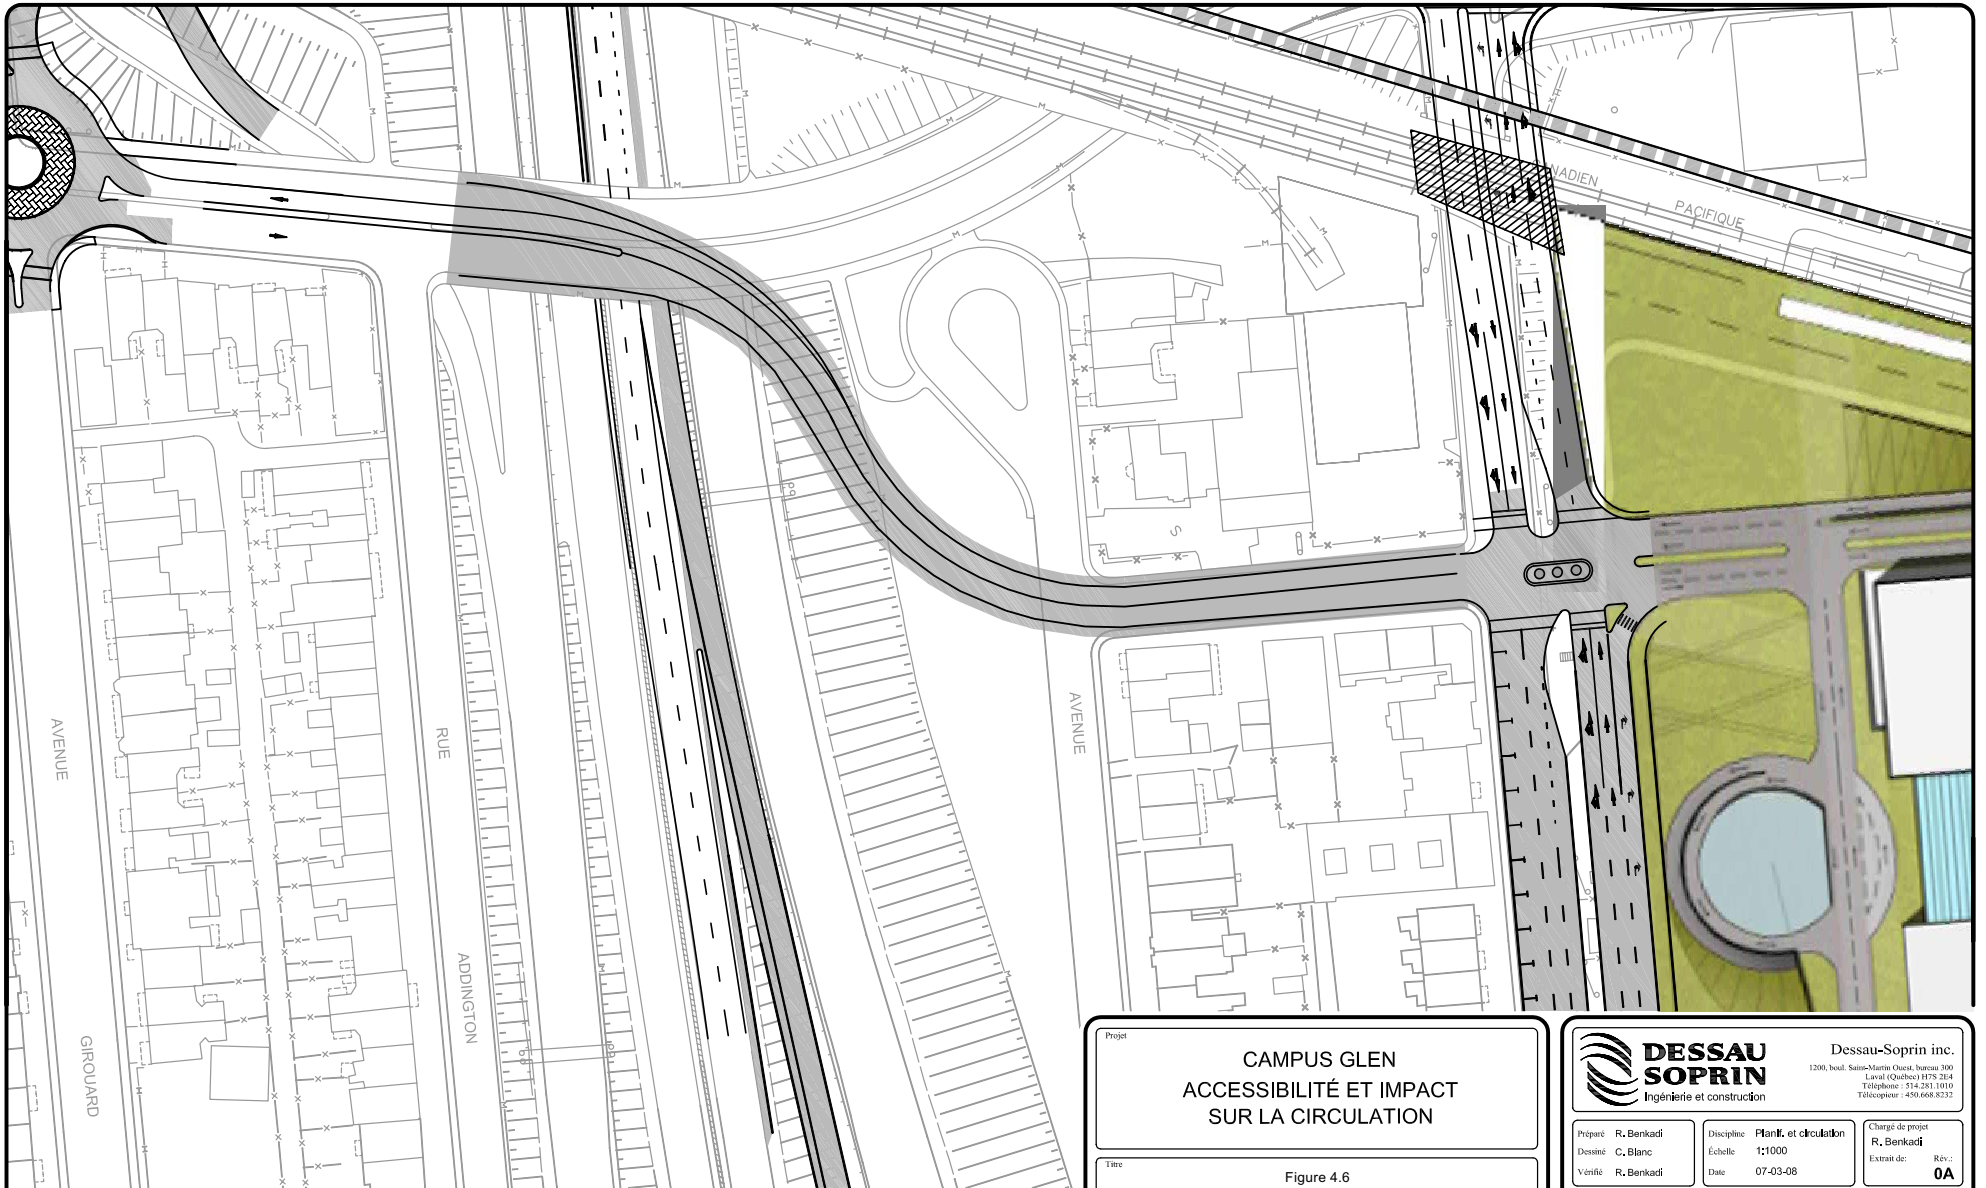 CANADIEN
PACIFIQUE
AVENUE
GIROUARD
RUE
ADDINGTON
AVENUE
S
Projet
CAMPUS GLEN
ACCESSIBILITÉ ET IMPACT
SUR LA CIRCULATION
Titre
Figure 4.6
DESSAU
SOPRIN
Ingénierie et construction
Dessau-Soprin inc.
1200, boul. Saint-Martin Ouest, bureau 300
Laval (Québec) H7S 2E4
Téléphone : 514.281.1010
Télécopieur : 450.668.8232
Préparé R. Benkadi
Dessiné C. Blanc
Vérifié R. Benkadi
Discipline Planif. et circulation
Échelle 1:1000
Date 07-03-08
Chargé de projet
R. Benkadi
Extrait de: Rév.:
0A